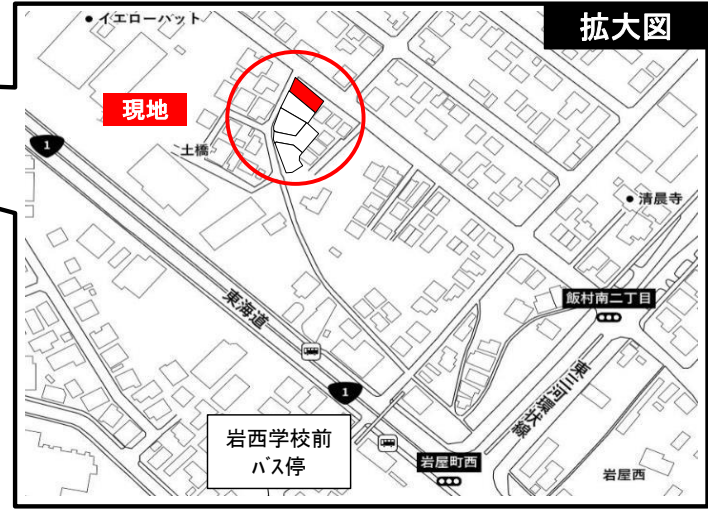 拡大図
• イエローハット
現地
1
土橋
• 清晨寺
飯村南二丁目
東海道
東三河環状線
1
岩西学校前
バス停
岩屋町西
岩屋西